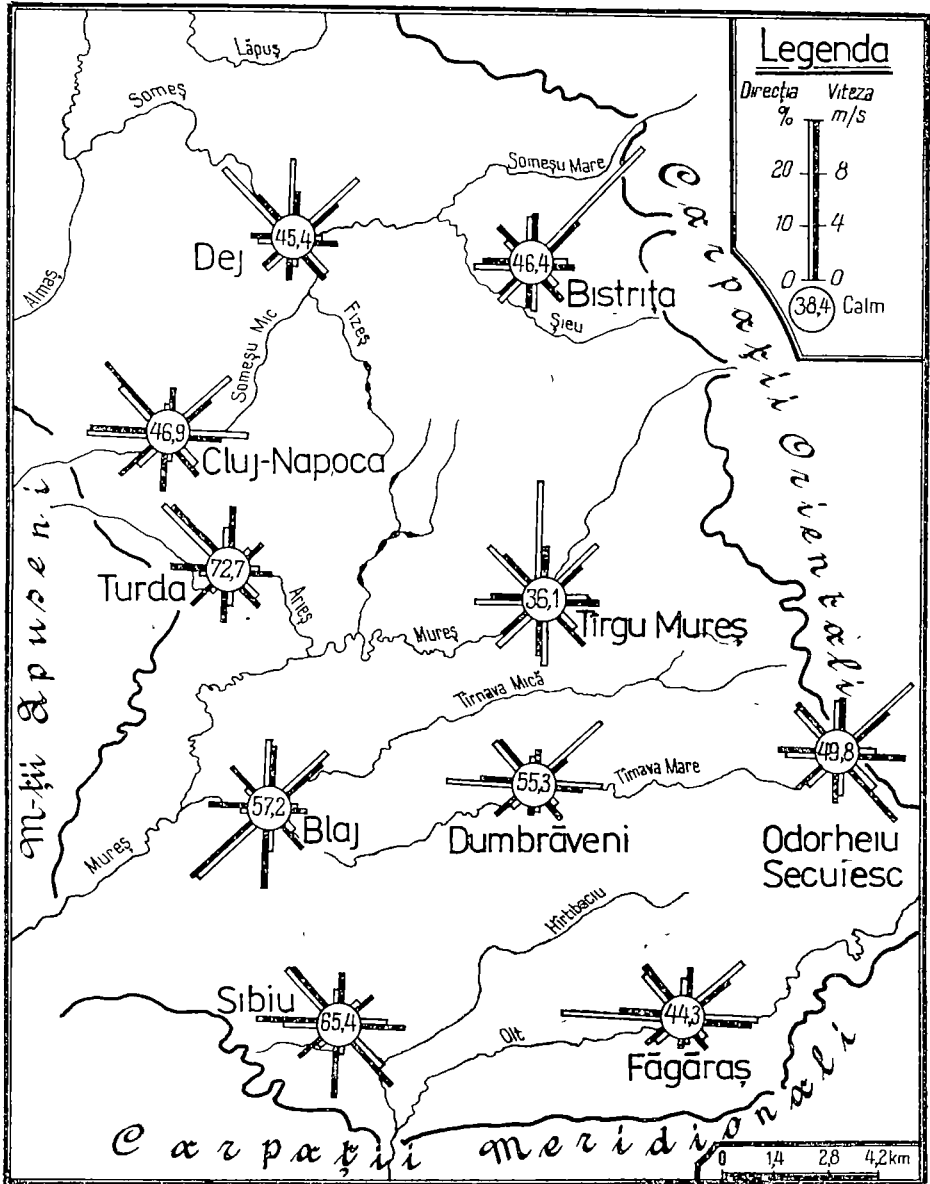 Legenda
Direcția Viteza
% m/s
20 8
10 4
0 0
38,4 Calm
Lăpuș
Someș
Someșu Mare
Almaș
45,4
Dej
46,4
Bistrița
Șieu
Someșu Mic
Fizeș
46,9
Cluj-Napoca
72,7
Turda
Arieș
36,1
Tîrgu Mureș
Mureș
Tîrnava Mică
M-ții Apuseni
Carpații Orientali
49,8
Odorheiu
Secuiesc
57,2
Blaj
55,3
Dumbrăveni
Tîrnava Mare
Mureș
Hîrtibaciu
Sibiu
65,4
Olt
44,3
Făgăraș
Carpații Meridionali
0 1,4 2,8 4,2 km